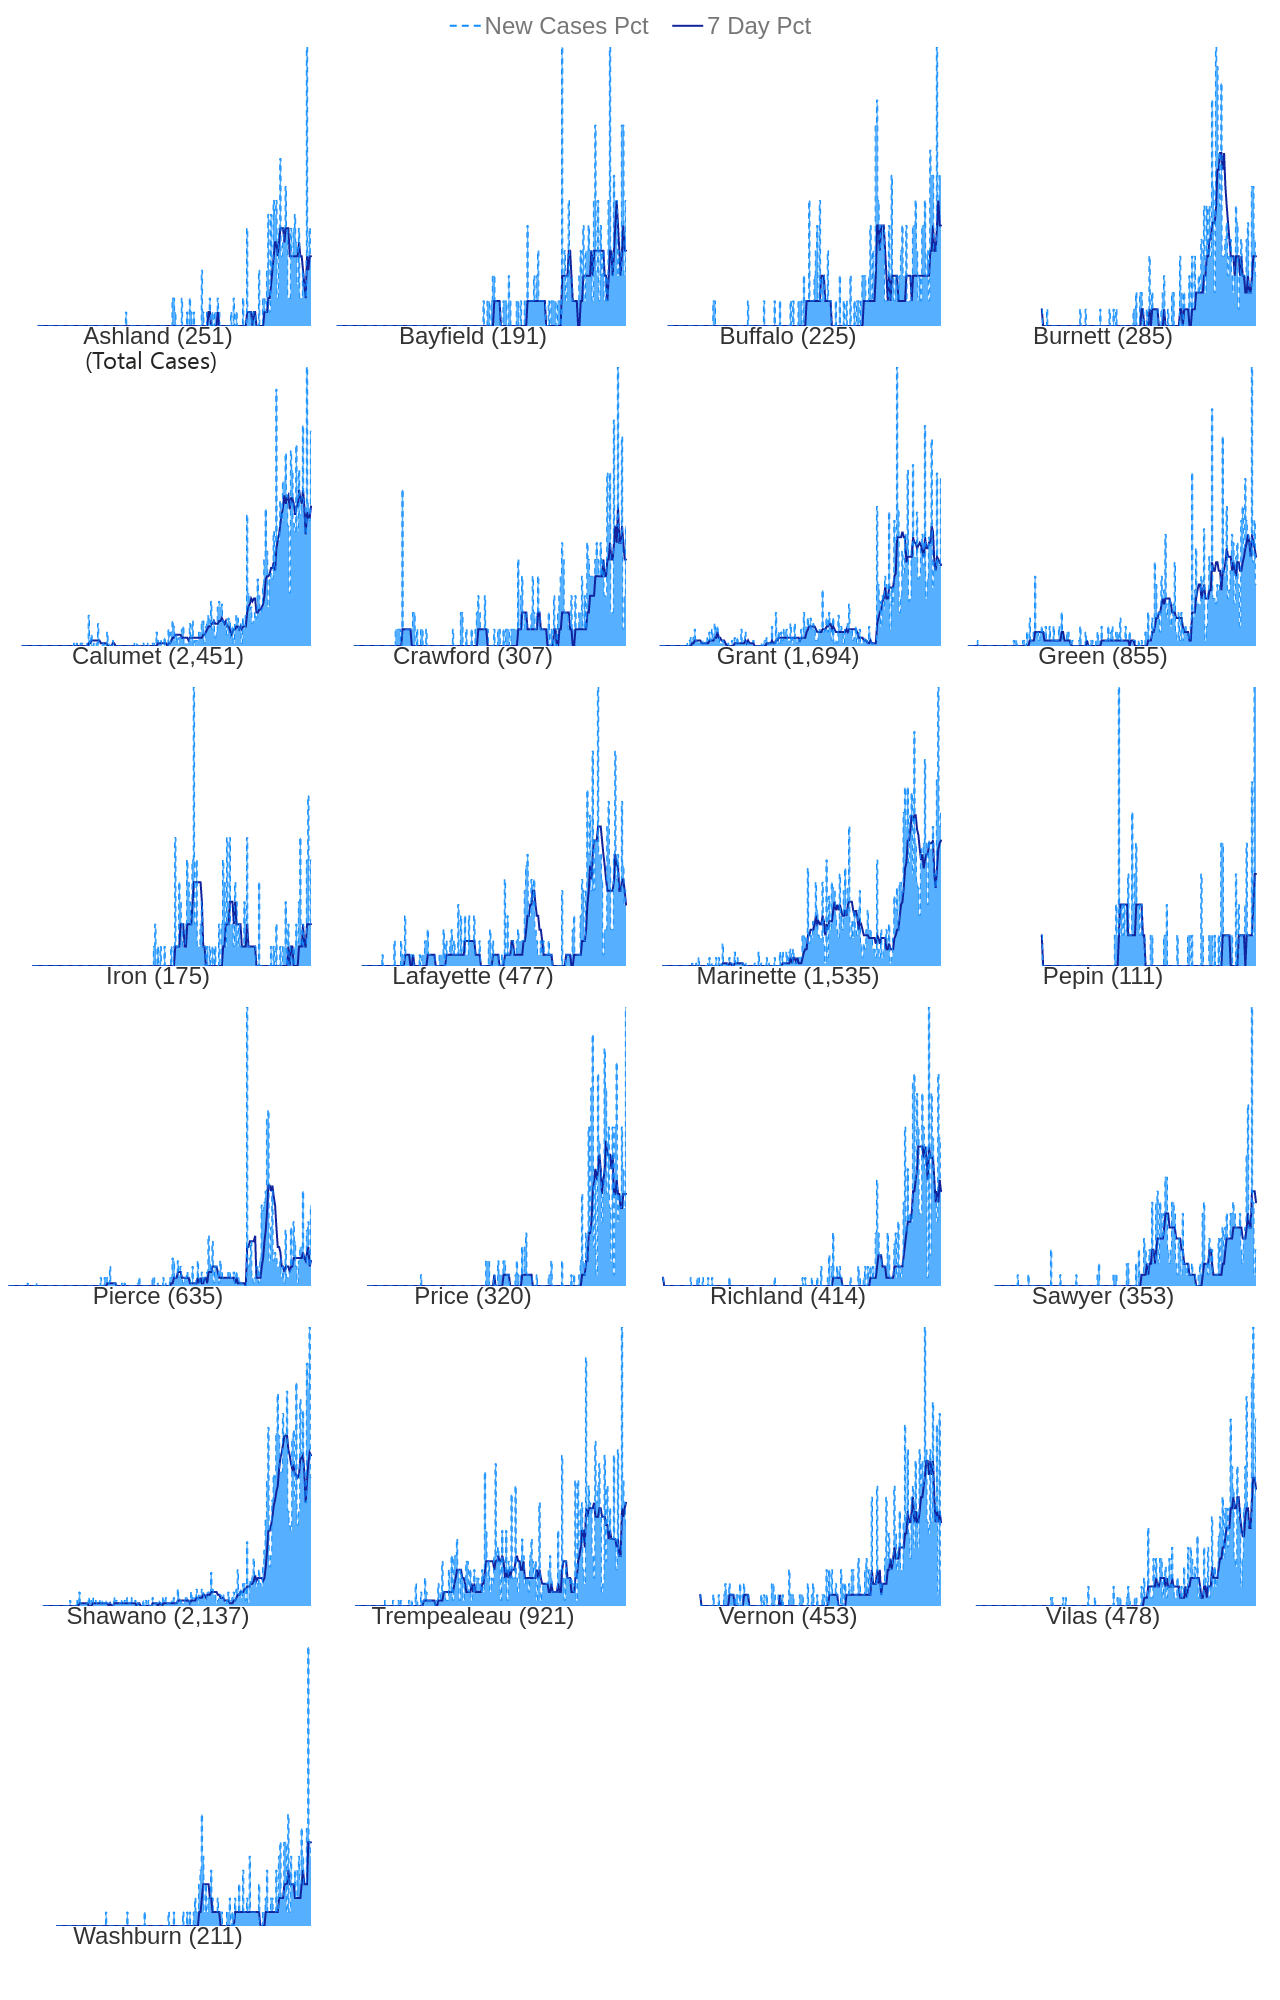 New Cases Pct 7 Day Pct
Ashland (251) Bayfield (191) Buffalo (225) Burnett (285)
(Total Cases)
Calumet (2,451) Crawford (307) Grant (1,694) Green (855)
Iron (175) Lafayette (477) Marinette (1,535) Pepin (111)
Pierce (635) Price (320) Richland (414) Sawyer (353)
Shawano (2,137) Trempealeau (921) Vernon (453) Vilas (478)
Washburn (211)